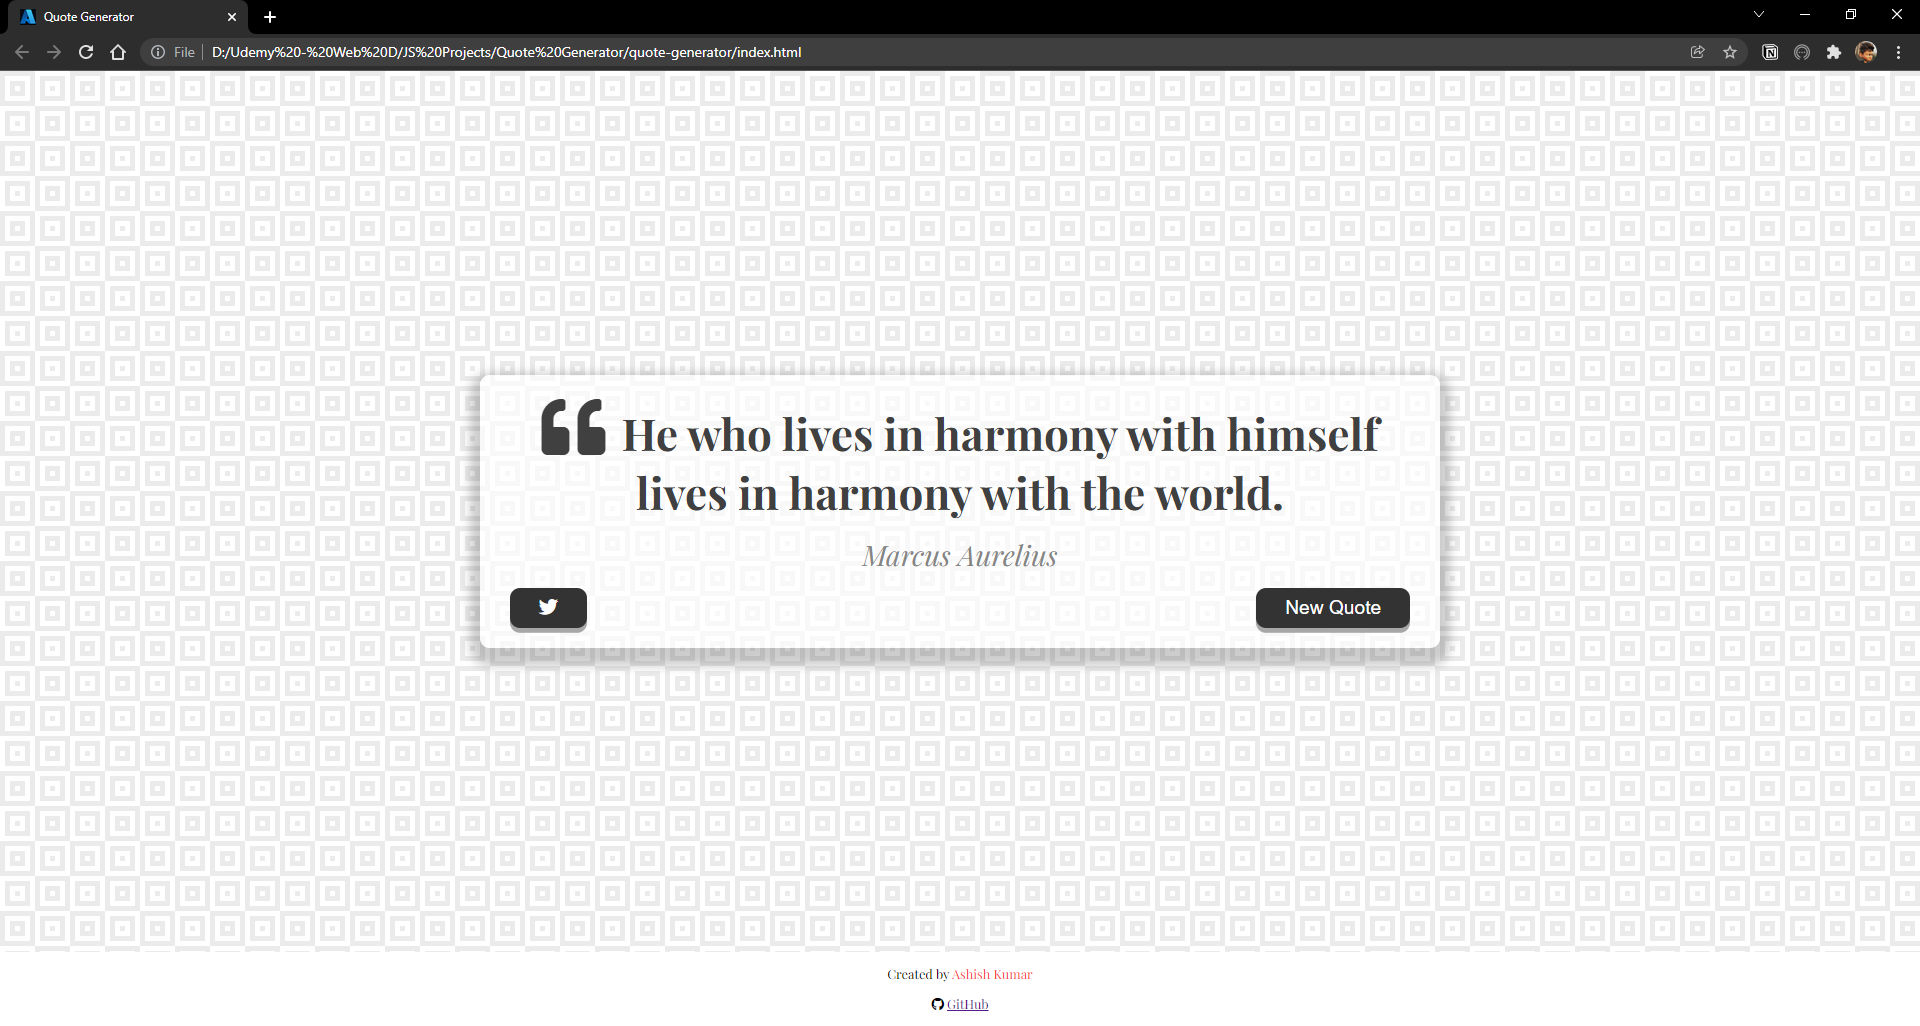 Quote Generator
File
D:/Udemy%20-%20Web%20D/JS%20Projects/Quote%20Generator/quote-generator/index.html
He who lives in harmony with himself
lives in harmony with the world.
Marcus Aurelius
New Quote
Created by Ashish Kumar
GitHub